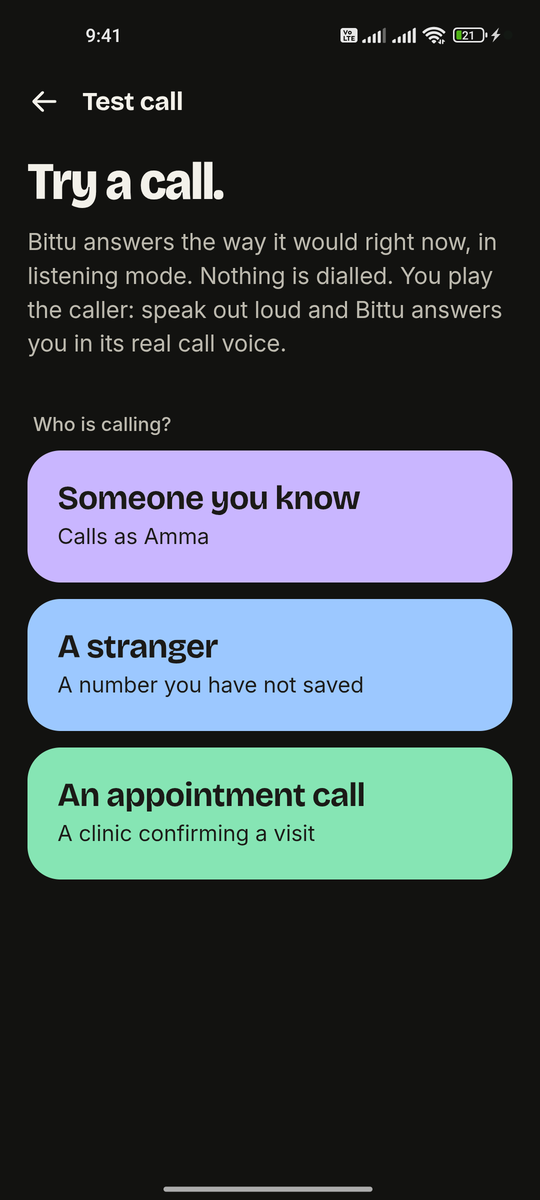 9:41
Vo LTE
21
Test call
Try a call.
Bittu answers the way it would right now, in
listening mode. Nothing is dialled. You play
the caller: speak out loud and Bittu answers
you in its real call voice.
Who is calling?
Someone you know
Calls as Amma
A stranger
A number you have not saved
An appointment call
A clinic confirming a visit